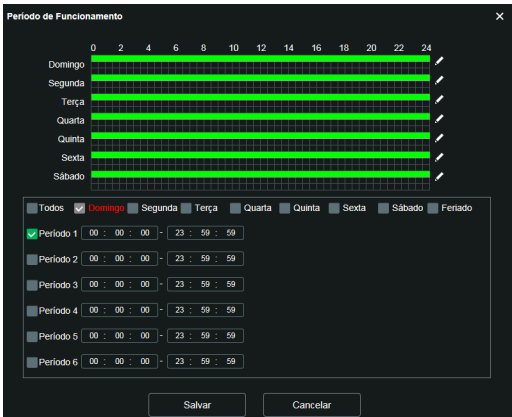 Período de Funcionamento
0 2 4 6 8 10 12 14 16 18 20 22 24
Domingo
Segunda
Terça
Quarta
Quinta
Sexta
Sábado
Todos Domingo Segunda Terça Quarta Quinta Sexta Sábado Feriado
Período 1 00 : 00 : 00 - 23 : 59 : 59
Período 2 00 : 00 : 00 - 23 : 59 : 59
Período 3 00 : 00 : 00 - 23 : 59 : 59
Período 4 00 : 00 : 00 - 23 : 59 : 59
Período 5 00 : 00 : 00 - 23 : 59 : 59
Período 6 00 : 00 : 00 - 23 : 59 : 59
Salvar Cancelar